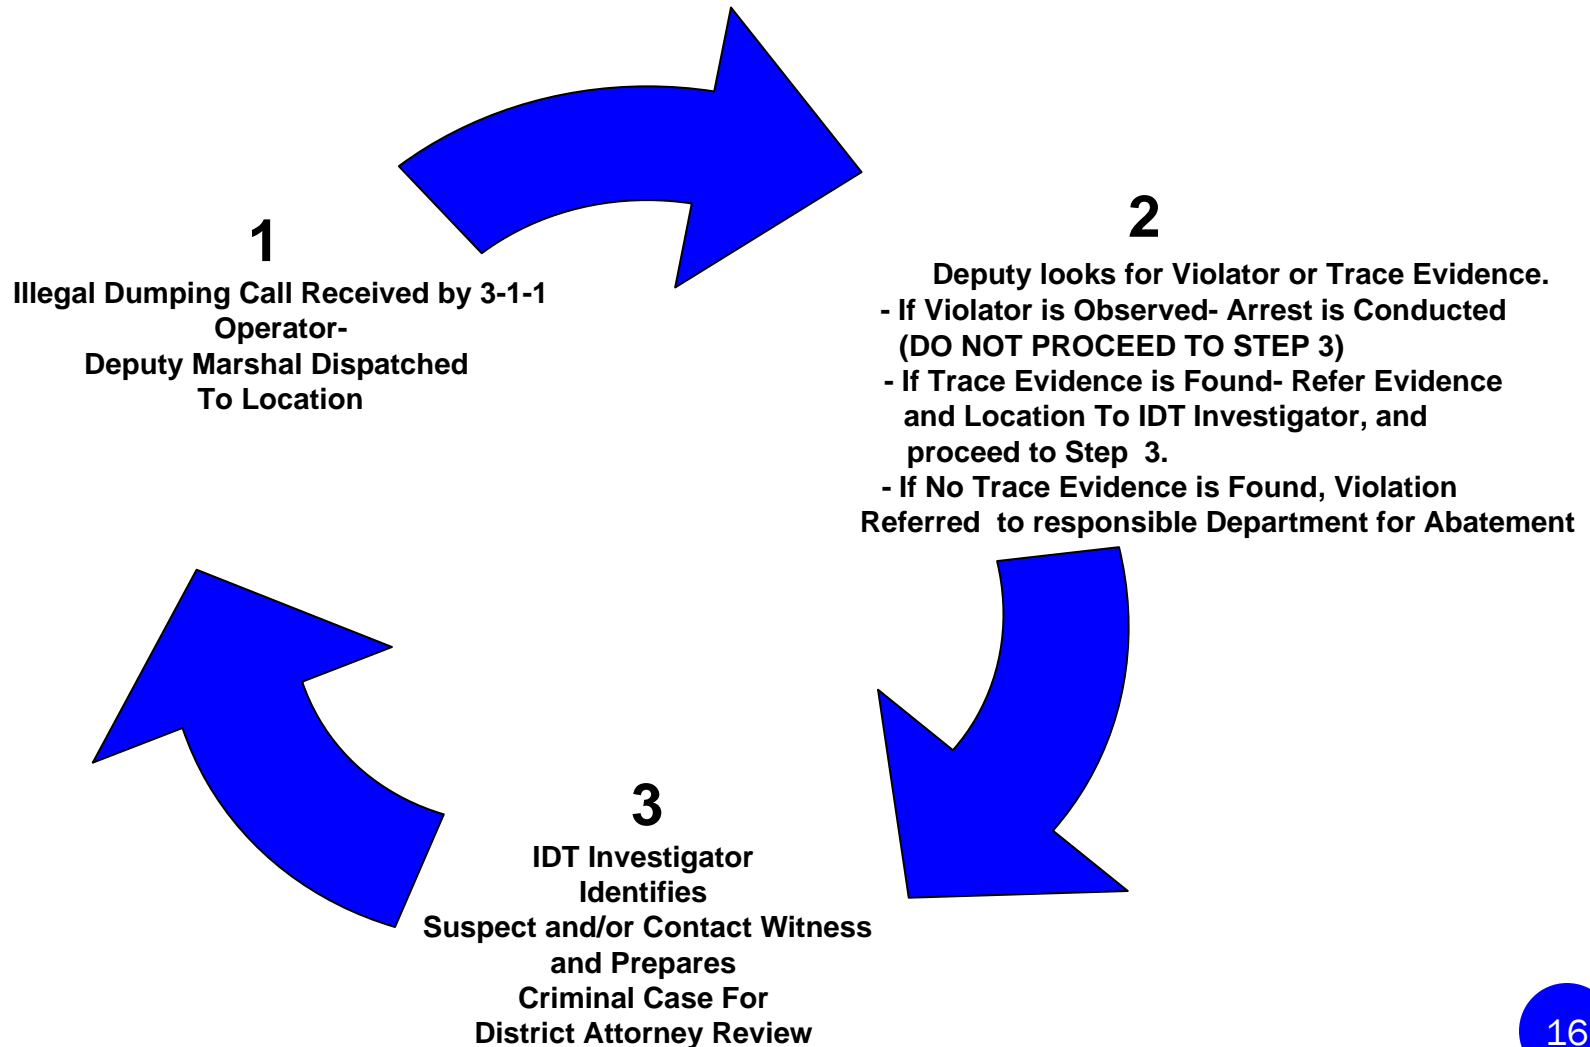 1
Illegal Dumping Call Received by 3-1-1
Operator-
Deputy Marshal Dispatched
To Location
2
Deputy looks for Violator or Trace Evidence.
- If Violator is Observed- Arrest is Conducted
(DO NOT PROCEED TO STEP 3)
- If Trace Evidence is Found- Refer Evidence
and Location To IDT Investigator, and
proceed to Step 3.
- If No Trace Evidence is Found, Violation
Referred to responsible Department for Abatement
3
IDT Investigator
Identifies
Suspect and/or Contact Witness
and Prepares
Criminal Case For
District Attorney Review
16